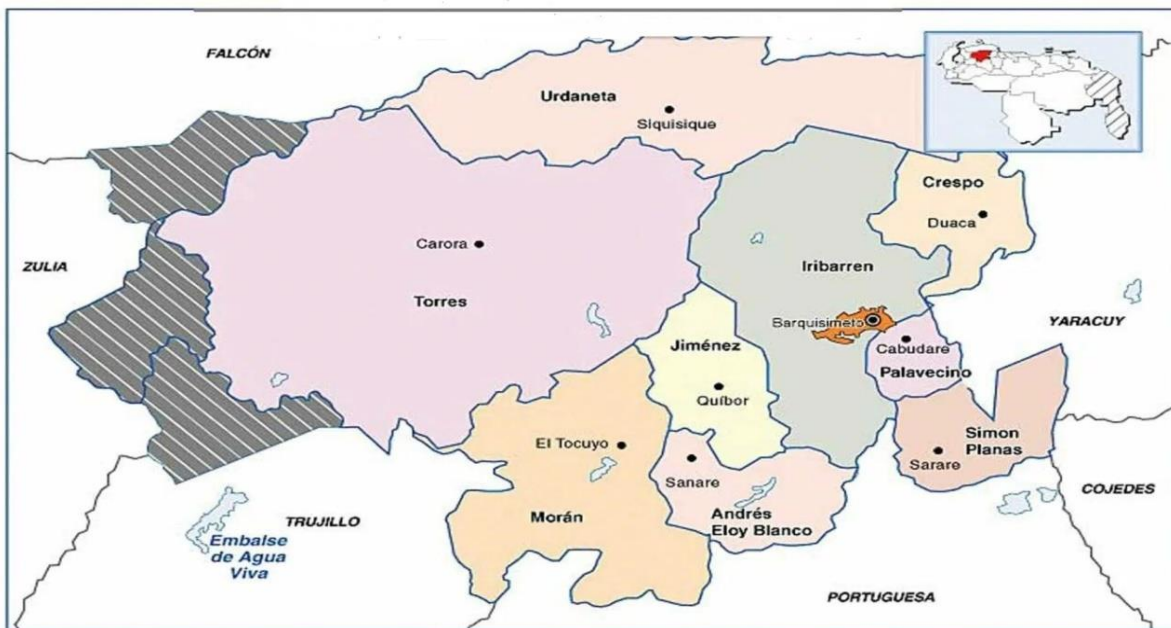 FALCÓN
Urdaneta
Siquisique
Crespo
Duaca
Carora
ZULIA
Iribarren
Torres
Barquisimeto
YARACUY
Jiménez
Cabudare
Palavecino
Quíbor
El Tocuyo
Simon
Planas
Sarare
Sanare
COJEDES
Morán
Andrés
Eloy Blanco
TRUJILLO
Embalse
de Agua
Viva
PORTUGUESA